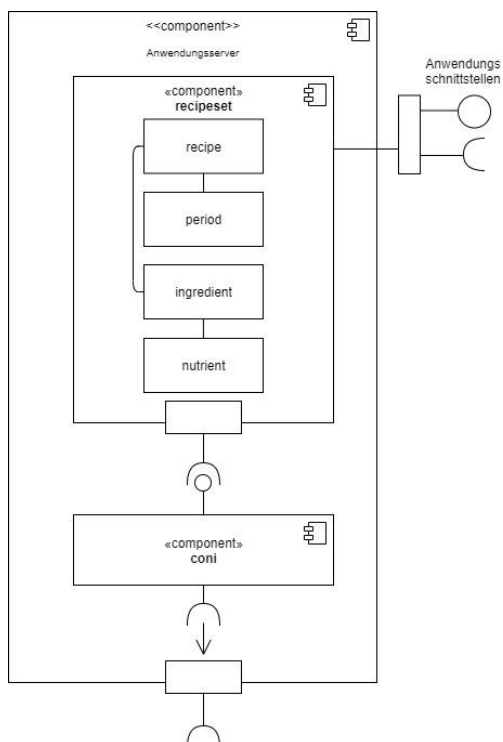 <<component>>
Anwendungsserver
Anwendungs
schnittstellen
«component»
recipeset
recipe
period
ingredient
nutrient
«component»
coni